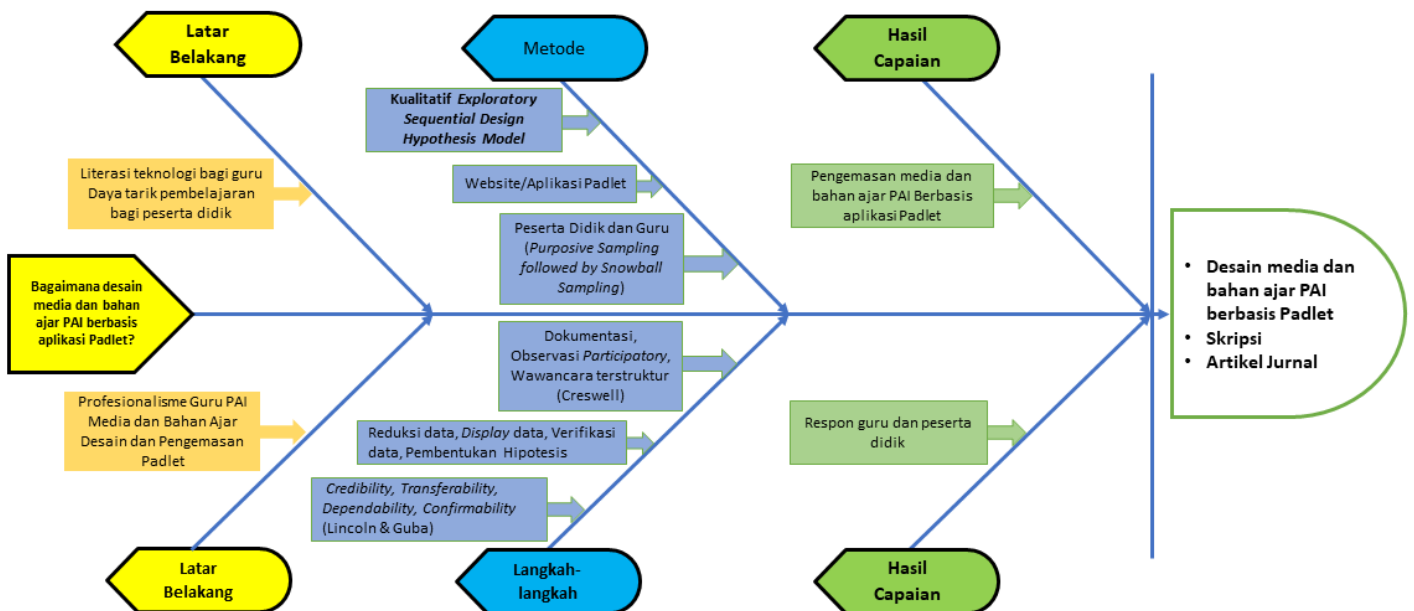 Latar
Belakang
Metode
Hasil
Capaian
Kualitatif Exploratory
Sequential Design
Hypothesis Model
Literasi teknologi bagi guru
Daya tarik pembelajaran
bagi peserta didik
Website/Aplikasi Padlet
Pengemasan media dan
bahan ajar PAI Berbasis
aplikasi Padlet
Peserta Didik dan Guru
(Purposive Sampling
followed by Snowball
Sampling)
Bagaimana desain
media dan bahan
ajar PAI berbasis
aplikasi Padlet?
• Desain media dan
bahan ajar PAI
berbasis Padlet
• Skripsi
• Artikel Jurnal
Dokumentasi,
Observasi Participatory,
Wawancara terstruktur
(Creswell)
Profesionalisme Guru PAI
Media dan Bahan Ajar
Desain dan Pengemasan
Padlet
Reduksi data, Display data, Verifikasi
data, Pembentukan Hipotesis
Respon guru dan peserta
didik
Credibility, Transferability,
Dependability, Confirmability
(Lincoln & Guba)
Latar
Belakang
Langkah-
langkah
Hasil
Capaian